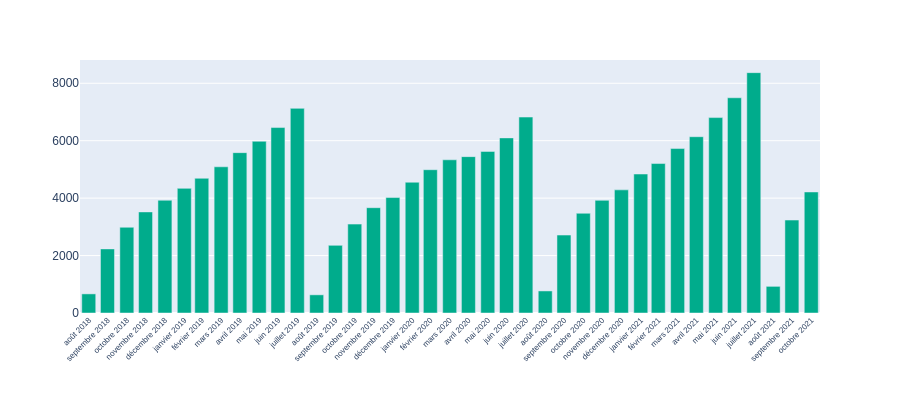 8000
6000
4000
2000
0
août 2018
septembre 2018
octobre 2018
novembre 2018
décembre 2018
janvier 2019
février 2019
mars 2019
avril 2019
mai 2019
juin 2019
juillet 2019
août 2019
septembre 2019
octobre 2019
novembre 2019
décembre 2019
janvier 2020
février 2020
mars 2020
avril 2020
mai 2020
juin 2020
juillet 2020
août 2020
septembre 2020
octobre 2020
novembre 2020
décembre 2020
janvier 2021
février 2021
mars 2021
avril 2021
mai 2021
juin 2021
juillet 2021
août 2021
septembre 2021
octobre 2021